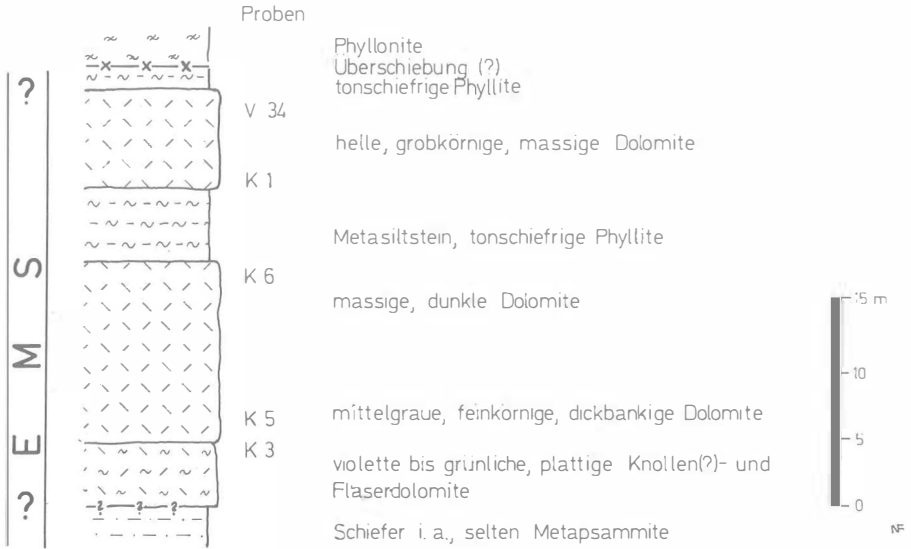 Proben
Phyllonite
Überschiebung (?)
tonschiefrige Phyllite
V 34
helle, grobkörnige, massige Dolomite
K 1
Metasiltstein, tonschiefrige Phyllite
K 6
massige, dunkle Dolomite
K 5
mittelgraue, feinkörnige, dickbankige Dolomite
K 3
violette bis grünliche, plattige Knollen(?)- und
Flaserdolomite
Schiefer i. a., selten Metapsammite
? E M S ?
15 m
10
5
0
NF